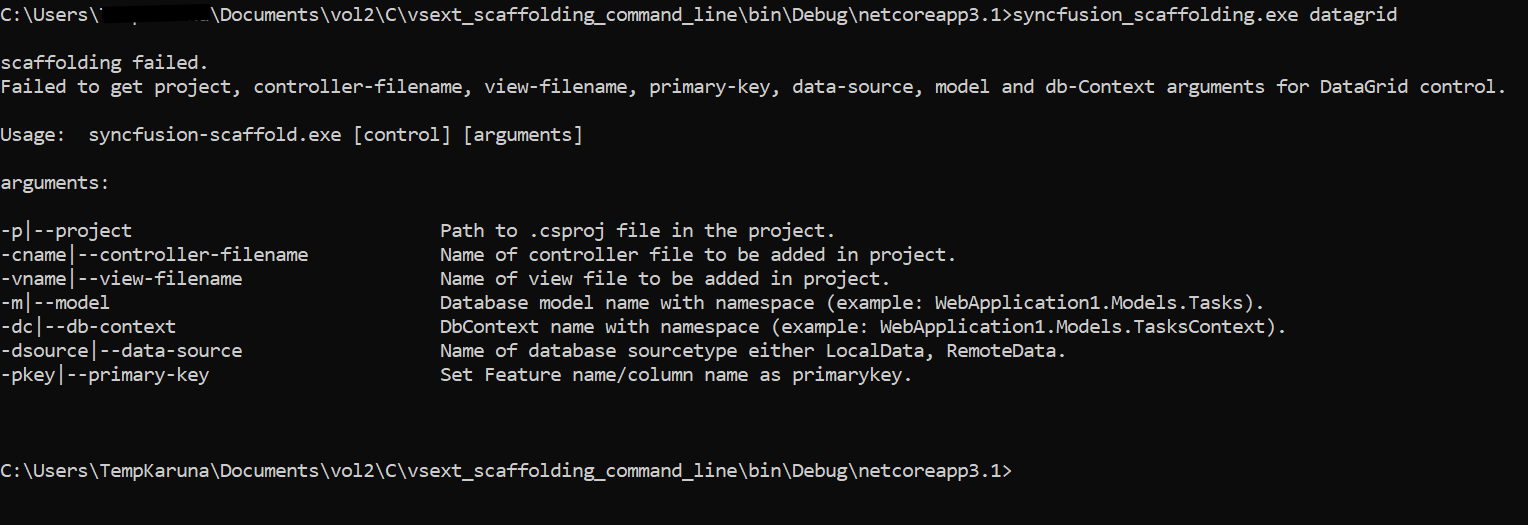 C:\Users\ \Documents\vol2\C\vsext_scaffolding_command_line\bin\Debug\netcoreapp3.1>syncfusion_scaffolding.exe datagrid
scaffolding failed.
Failed to get project, controller-filename, view-filename, primary-key, data-source, model and db-Context arguments for DataGrid control.
Usage:  syncfusion-scaffold.exe [control] [arguments]
arguments:
-p|--project Path to .csproj file in the project.
-cname|--controller-filename Name of controller file to be added in project.
-vname|--view-filename Name of view file to be added in project.
-m|--model Database model name with namespace (example: WebApplication1.Models.Tasks).
-dc|--db-context DbContext name with namespace (example: WebApplication1.Models.TasksContext).
-dsource|--data-source Name of database sourcetype either LocalData, RemoteData.
-pkey|--primary-key Set Feature name/column name as primarykey.
C:\Users\TempKaruna\Documents\vol2\C\vsext_scaffolding_command_line\bin\Debug\netcoreapp3.1>